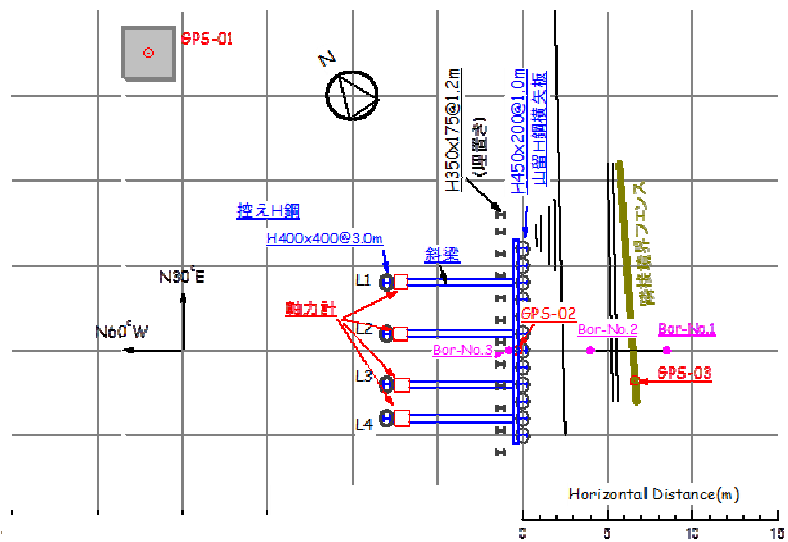 GPS-01
N
H350x175@1.2m
(埋置き)
H450x200@1.0m
山留H鋼横矢板
控えH鋼
H400x400@3.0m
斜梁
隣接境界フェンス
N30°E
N60°W
軸力計
L1
L2
L3
L4
GPS-02
Bor-No.3
Bor-No.2
Bor-No.1
GPS-03
Horizontal Distance(m)
0
5
10
15